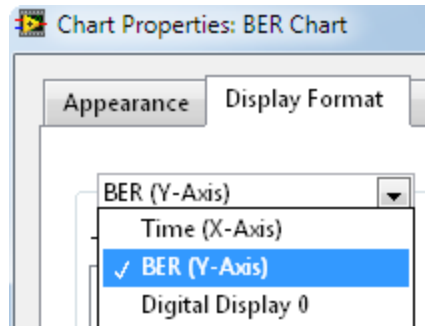 Chart Properties: BER Chart
Appearance Display Format
BER (Y-Axis)
Time (X-Axis)
✓ BER (Y-Axis)
Digital Display 0